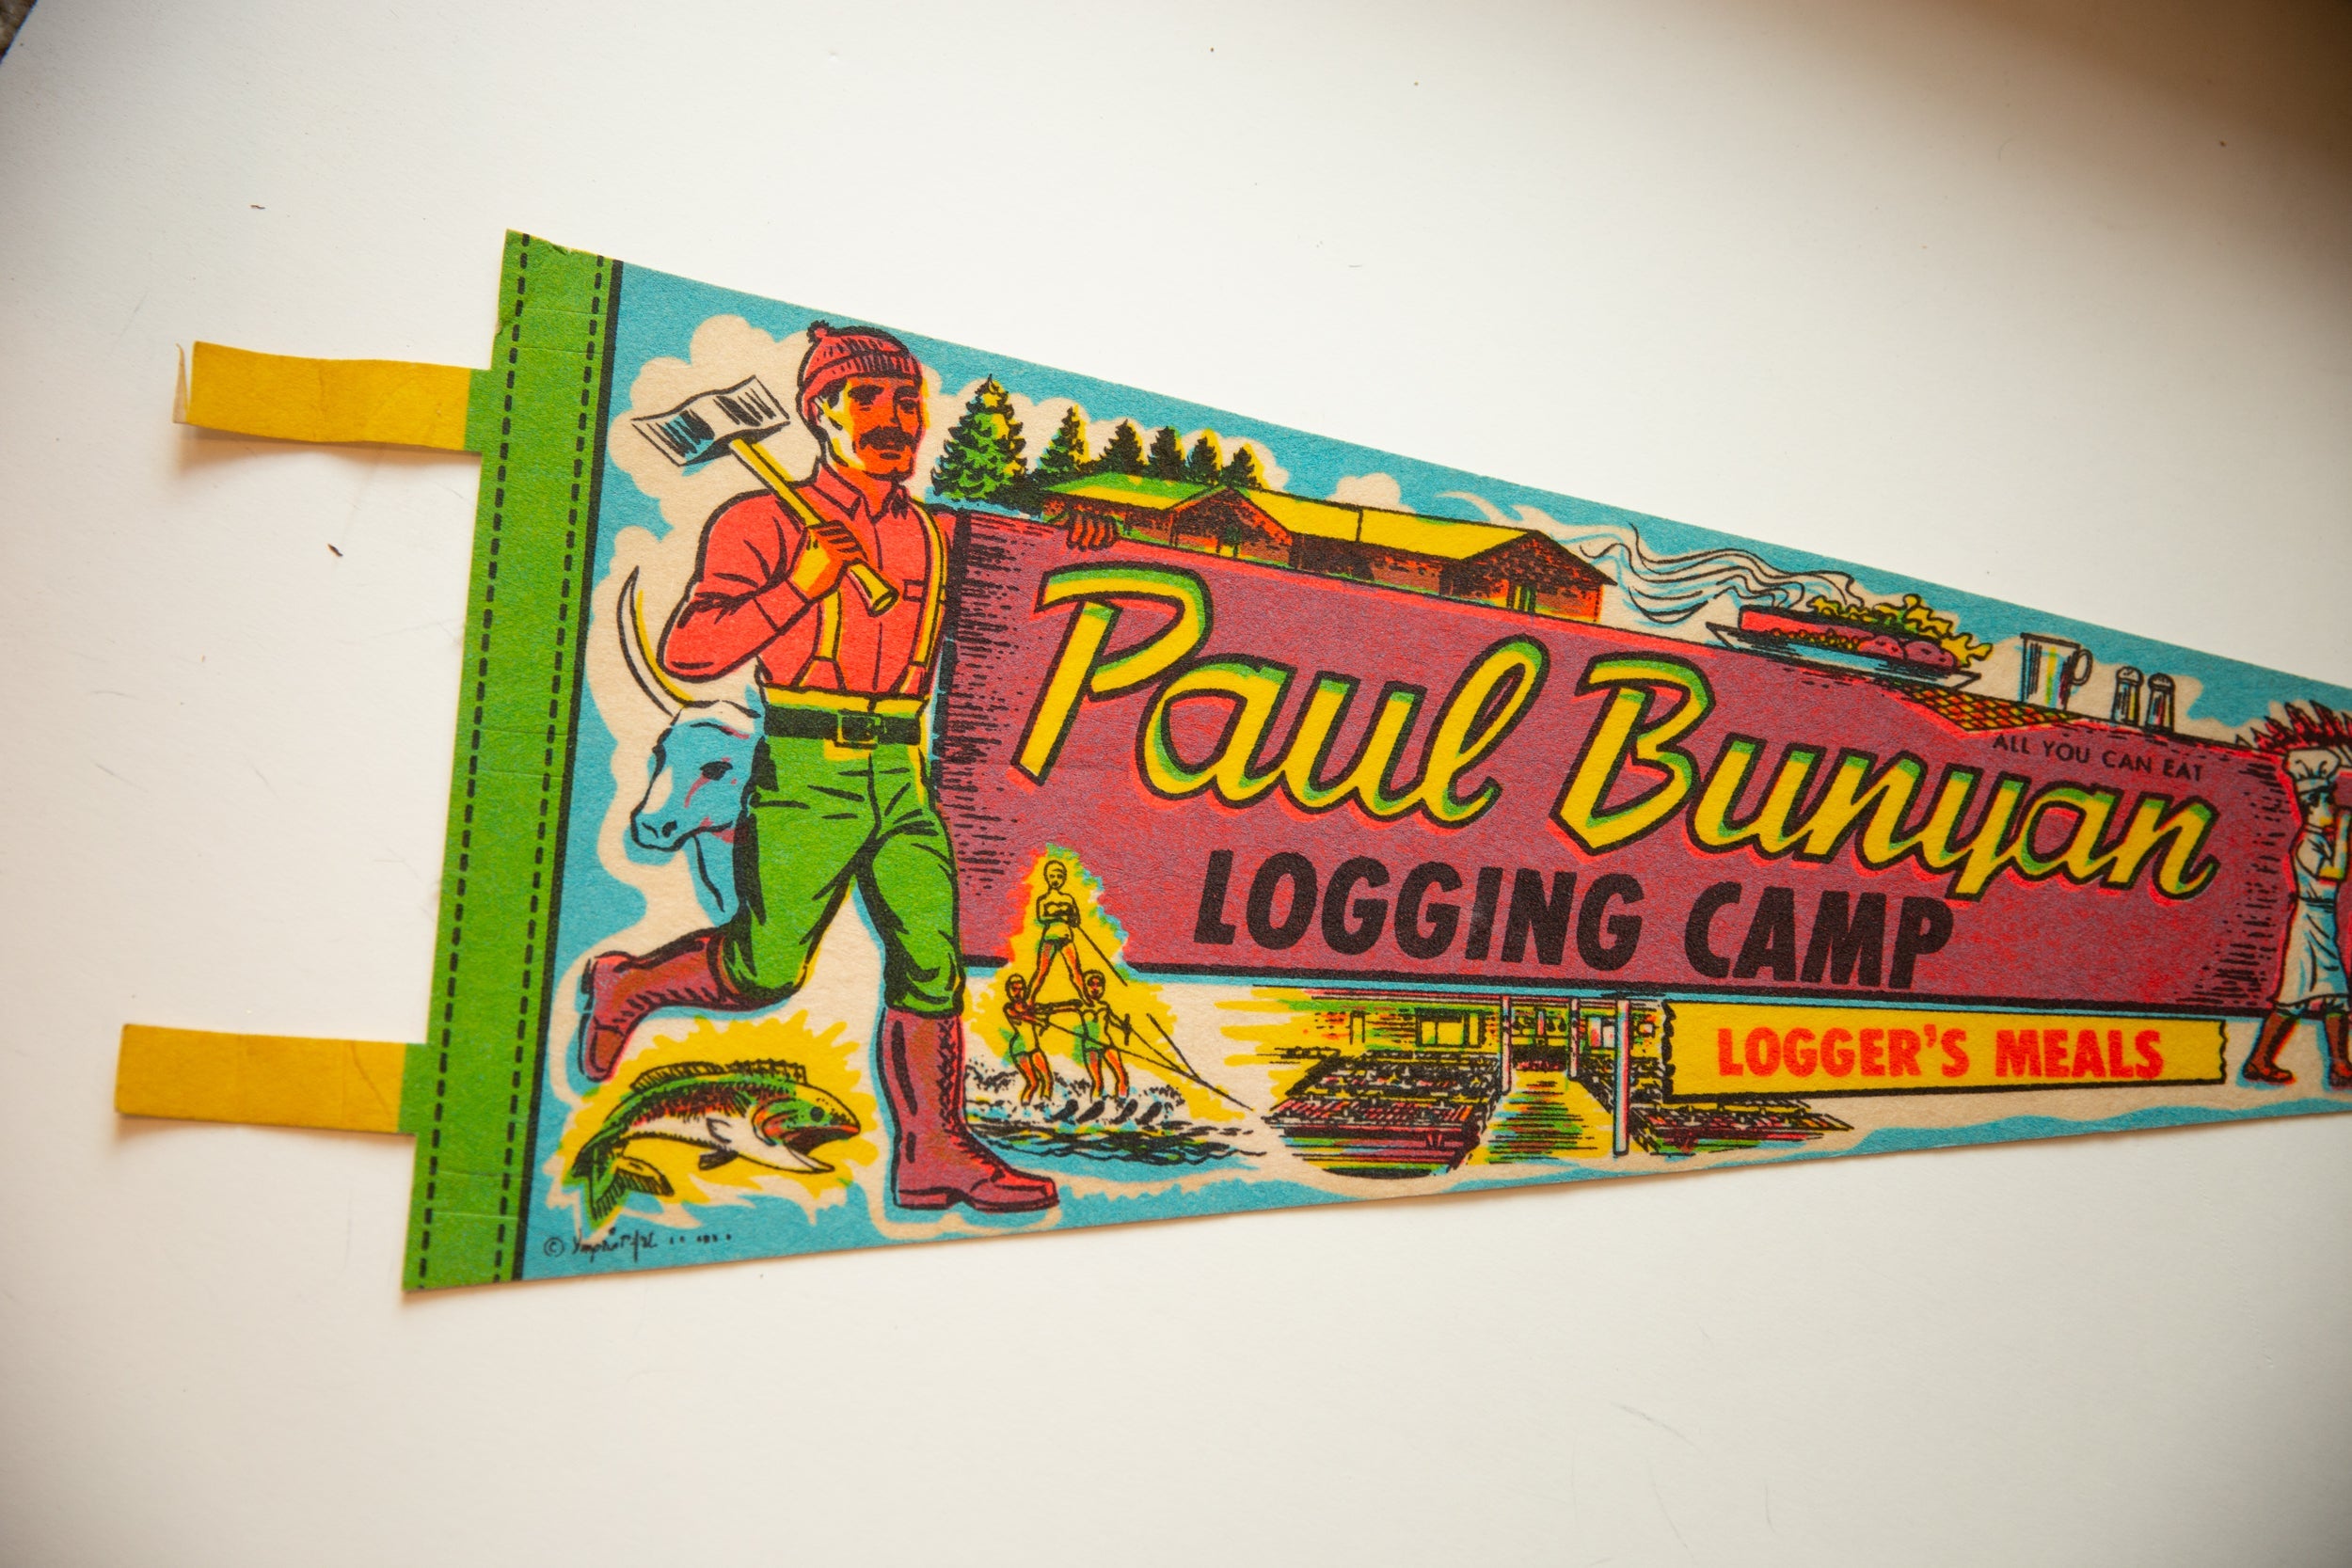 Paul Bunyan
ALL YOU CAN EAT
LOGGING CAMP
LOGGER'S MEALS
©